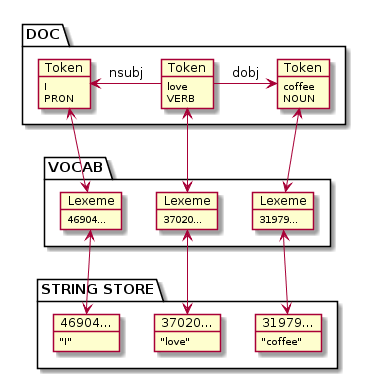 DOC
Token
I
PRON
nsubj
Token
love
VERB
dobj
Token
coffee
NOUN
VOCAB
Lexeme
46904...
Lexeme
37020...
Lexeme
31979...
STRING STORE
46904...
"I"
37020...
"love"
31979...
"coffee"